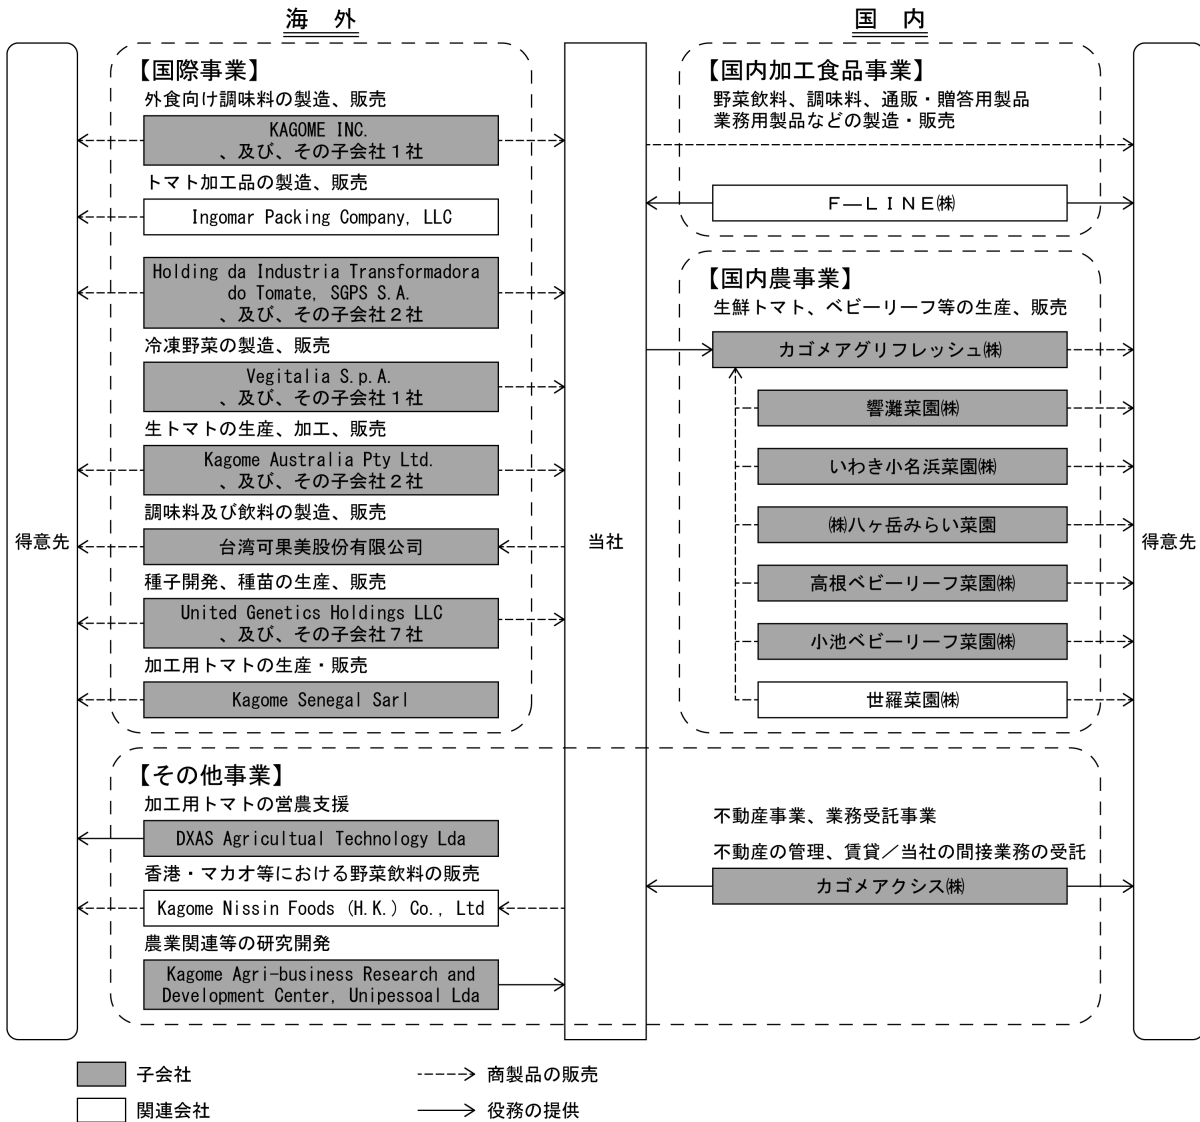 海　外
国　内
得意先
【国際事業】
外食向け調味料の製造、販売
KAGOME INC.
、及び、その子会社１社
トマト加工品の製造、販売
Ingomar Packing Company, LLC
Holding da Industria Transformadora
do Tomate, SGPS S.A.
、及び、その子会社２社
冷凍野菜の製造、販売
Vegitalia S.p.A.
、及び、その子会社１社
生トマトの生産、加工、販売
Kagome Australia Pty Ltd.
、及び、その子会社２社
調味料及び飲料の製造、販売
台湾可果美股份有限公司
種子開発、種苗の生産、販売
United Genetics Holdings LLC
、及び、その子会社７社
加工用トマトの生産・販売
Kagome Senegal Sarl
当社
【国内加工食品事業】
野菜飲料、調味料、通販・贈答用製品
業務用製品などの製造・販売
Ｆ―ＬＩＮＥ㈱
【国内農事業】
生鮮トマト、ベビーリーフ等の生産、販売
カゴメアグリフレッシュ㈱
響灘菜園㈱
いわき小名浜菜園㈱
㈱八ヶ岳みらい菜園
高根ベビーリーフ菜園㈱
小池ベビーリーフ菜園㈱
世羅菜園㈱
得意先
【その他事業】
加工用トマトの営農支援
DXAS Agricultual Technology Lda
香港・マカオ等における野菜飲料の販売
Kagome Nissin Foods (H.K.) Co., Ltd
農業関連等の研究開発
Kagome Agri-business Research and
Development Center, Unipessoal Lda
不動産事業、業務受託事業
不動産の管理、賃貸／当社の間接業務の受託
カゴメアクシス㈱
子会社
商製品の販売
関連会社
役務の提供